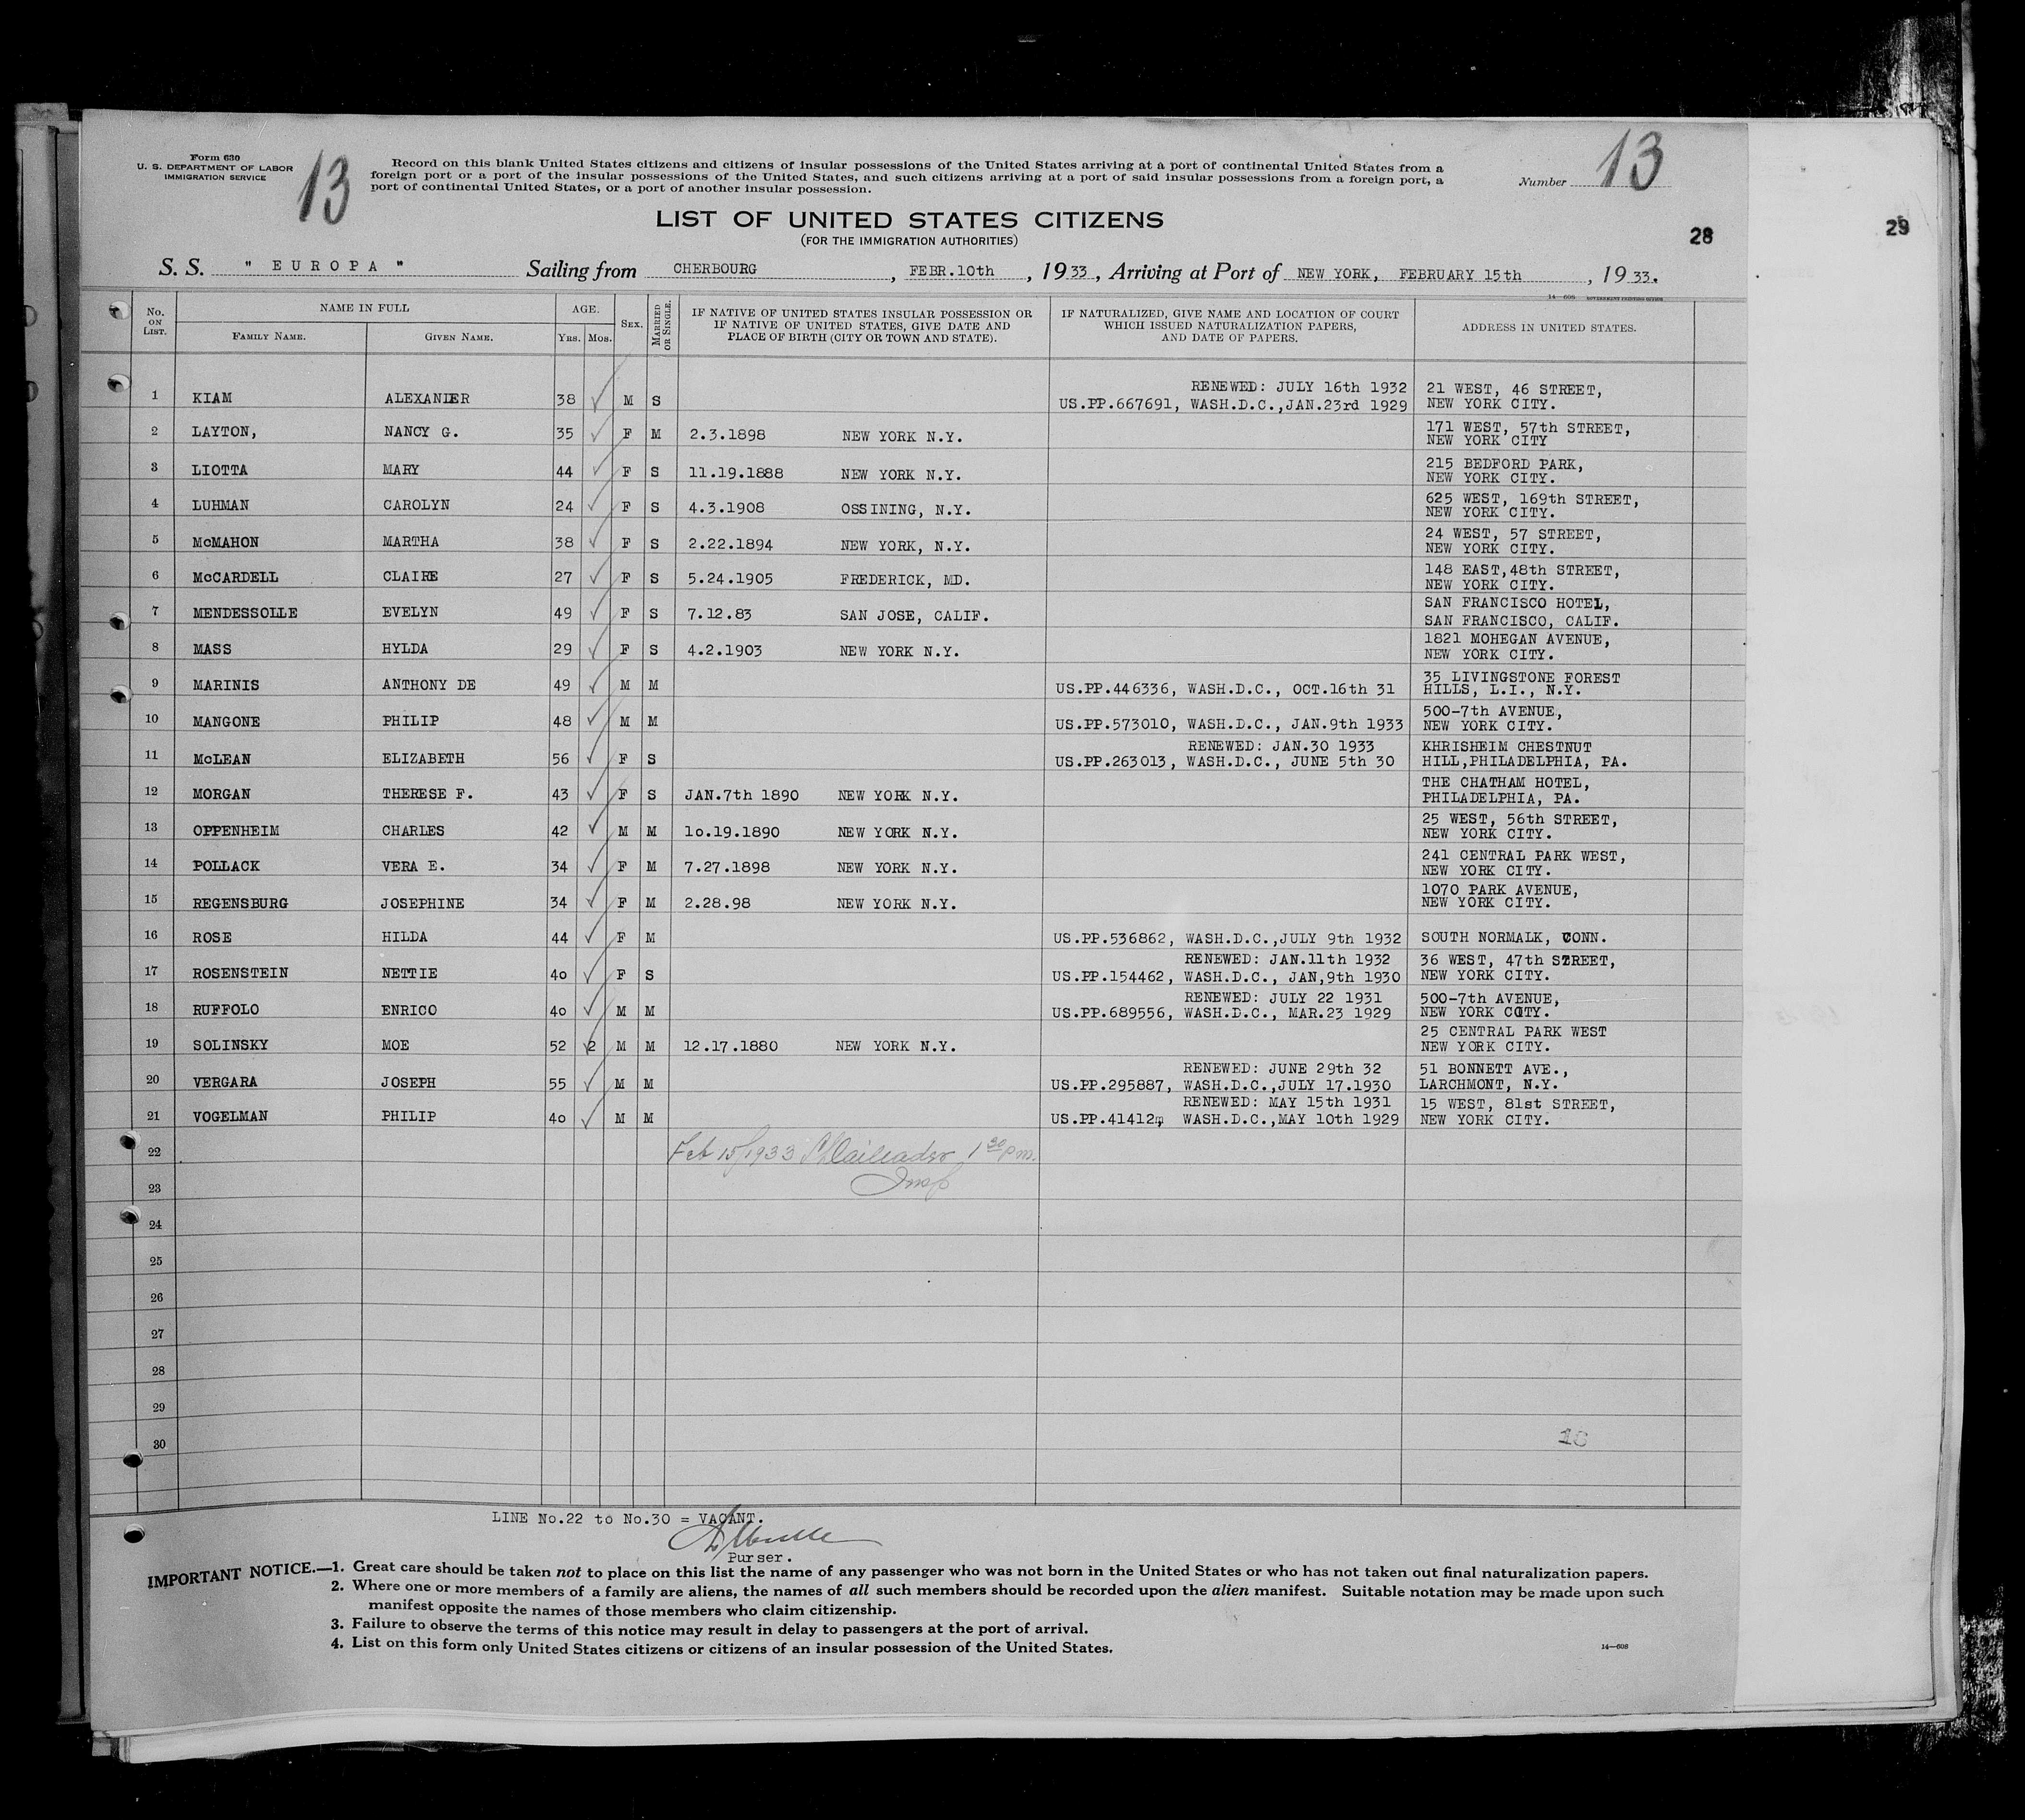 Form 630
U. S. DEPARTMENT OF LABOR
IMMIGRATION SERVICE
13
Record on this blank United States citizens and citizens of insular possessions of the United States arriving at a port of continental United States from a
foreign port or a port of the insular possessions of the United States, and such citizens arriving at a port of said insular possessions from a foreign port, a
port of continental United States, or a port of another insular possession.
Number 13
LIST OF UNITED STATES CITIZENS
(FOR THE IMMIGRATION AUTHORITIES)
28
29
S. S. " EUROPA " Sailing from CHERBOURG, FEBR.10th, 1933, Arriving at Port of NEW YORK, FEBRUARY 15th, 1933.
14—608 GOVERNMENT PRINTING OFFICE
No. ON LIST. NAME IN FULL FAMILY NAME. GIVEN NAME. AGE. YRS. MOS. SEX. MARRIED OR SINGLE. IF NATIVE OF UNITED STATES INSULAR POSSESSION OR IF NATIVE OF UNITED STATES, GIVE DATE AND PLACE OF BIRTH (CITY OR TOWN AND STATE). IF NATURALIZED, GIVE NAME AND LOCATION OF COURT WHICH ISSUED NATURALIZATION PAPERS, AND DATE OF PAPERS. ADDRESS IN UNITED STATES.
RENEWED: JULY 16th 1932 21 WEST, 46 STREET,
1 KIAM ALEXANDER 38 M S US.PP.667691, WASH.D.C.,JAN.23rd 1929 NEW YORK CITY.
171 WEST, 57th STREET,
2 LAYTON, NANCY G. 35 F M 2.3.1898 NEW YORK N.Y. NEW YORK CITY
215 BEDFORD PARK,
3 LIOTTA MARY 44 F S 11.19.1888 NEW YORK N.Y. NEW YORK CITY.
625 WEST, 169th STREET,
4 LUHMAN CAROLYN 24 F S 4.3.1908 OSSINING, N.Y. NEW YORK CITY.
24 WEST, 57 STREET,
5 McMAHON MARTHA 38 F S 2.22.1894 NEW YORK, N.Y. NEW YORK CITY.
148 EAST,48th STREET,
6 McCARDELL CLAIRE 27 F S 5.24.1905 FREDERICK, MD. NEW YORK CITY.
SAN FRANCISCO HOTEL,
7 MENDESSOLLE EVELYN 49 F S 7.12.83 SAN JOSE, CALIF. SAN FRANCISCO, CALIF.
1821 MOHEGAN AVENUE,
8 MASS HYLDA 29 F S 4.2.1903 NEW YORK N.Y. NEW YORK CITY.
35 LIVINGSTONE FOREST
9 MARINIS ANTHONY DE 49 M M US.PP.446336, WASH.D.C., OCT.16th 31 HILLS, L.I., N.Y.
500-7th AVENUE,
10 MANGONE PHILIP 48 M M US.PP.573010, WASH.D.C., JAN.9th 1933 NEW YORK CITY.
RENEWED: JAN.30 1933 KHRISHEIM CHESTNUT
11 McLEAN ELIZABETH 56 F S US.PP.263013, WASH.D.C., JUNE 5th 30 HILL,PHILADELPHIA, PA.
THE CHATHAM HOTEL,
12 MORGAN THERESE F. 43 F S JAN.7th 1890 NEW YORK N.Y. PHILADELPHIA, PA.
25 WEST, 56th STREET,
13 OPPENHEIM CHARLES 42 M M 10.19.1890 NEW YORK N.Y. NEW YORK CITY.
241 CENTRAL PARK WEST,
14 POLLACK VERA E. 34 F M 7.27.1898 NEW YORK N.Y. NEW YORK CITY.
1070 PARK AVENUE,
15 REGENSBURG JOSEPHINE 34 F M 2.28.98 NEW YORK N.Y. NEW YORK CITY.
16 ROSE HILDA 44 F M US.PP.536862, WASH.D.C.,JULY 9th 1932 SOUTH NORMALK, CONN.
RENEWED: JAN.11th 1932 36 WEST, 47th STREET,
17 ROSENSTEIN NETTIE 40 F S US.PP.154462, WASH.D.C., JAN,9th 1930 NEW YORK CITY.
RENEWED: JULY 22 1931 500-7th AVENUE,
18 RUFFOLO ENRICO 40 M M US.PP.689556, WASH.D.C., MAR.23 1929 NEW YORK CITY.
25 CENTRAL PARK WEST
19 SOLINSKY MOE 52 2 M M 12.17.1880 NEW YORK N.Y. NEW YORK CITY.
RENEWED: JUNE 29th 32 51 BONNETT AVE.,
20 VERGARA JOSEPH 55 M M US.PP.295887, WASH.D.C.,JULY 17.1930 LARCHMONT, N.Y.
RENEWED: MAY 15th 1931 15 WEST, 81st STREET,
21 VOGELMAN PHILIP 40 M M US.PP.41412 WASH.D.C.,MAY 10th 1929 NEW YORK CITY.
22 Feb 15/1933 1 30 pm.
23 Insp
24
25
26
27
28
29
30
LINE No.22 to No.30 = VACANT.
Purser.
IMPORTANT NOTICE.—1. Great care should be taken not to place on this list the name of any passenger who was not born in the United States or who has not taken out final naturalization papers.
2. Where one or more members of a family are aliens, the names of all such members should be recorded upon the alien manifest. Suitable notation may be made upon such
manifest opposite the names of those members who claim citizenship.
3. Failure to observe the terms of this notice may result in delay to passengers at the port of arrival.
4. List on this form only United States citizens or citizens of an insular possession of the United States.
14—608